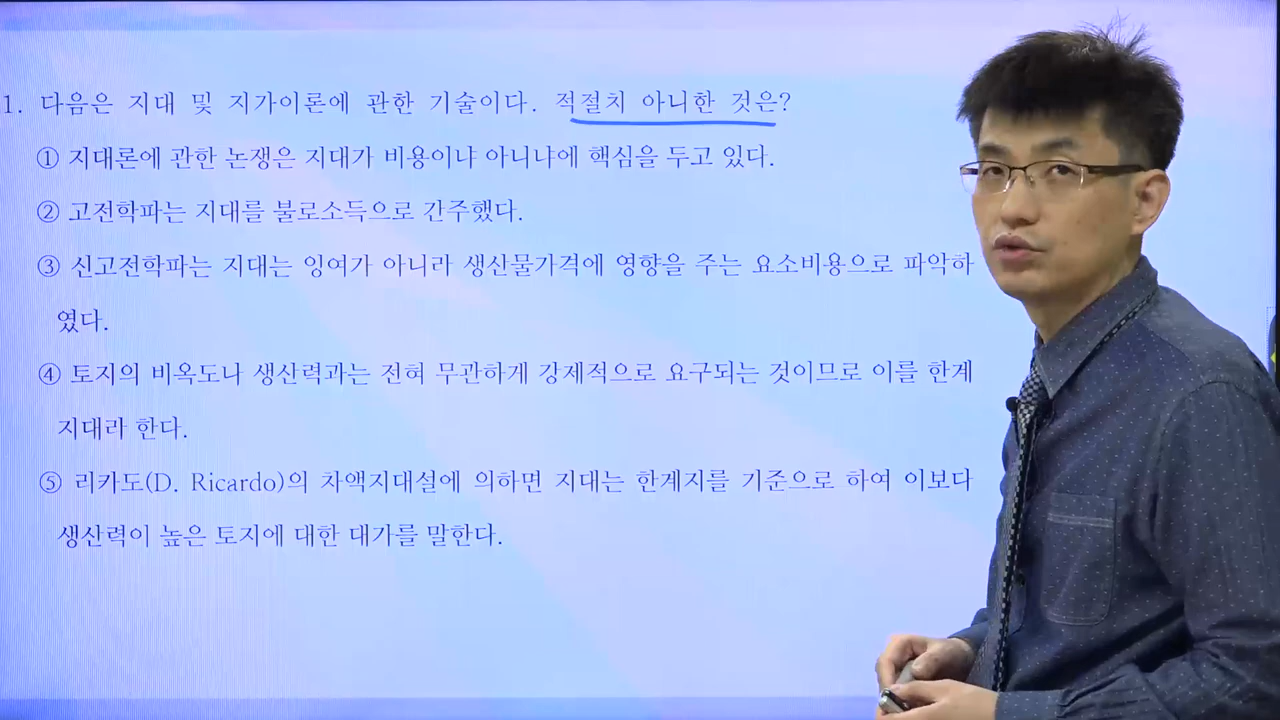 1. 다음은 지대 및 지가이론에 관한 기술이다. 적절치 아니한 것은?
① 지대론에 관한 논쟁은 지대가 비용이냐 아니냐에 핵심을 두고 있다.
② 고전학파는 지대를 불로소득으로 간주했다.
③ 신고전학파는 지대는 잉여가 아니라 생산물가격에 영향을 주는 요소비용으로 파악하
였다.
④ 토지의 비옥도나 생산력과는 전혀 무관하게 강제적으로 요구되는 것이므로 이를 한계
지대라 한다.
⑤ 리카도(D. Ricardo)의 차액지대설에 의하면 지대는 한계지를 기준으로 하여 이보다
생산력이 높은 토지에 대한 대가를 말한다.